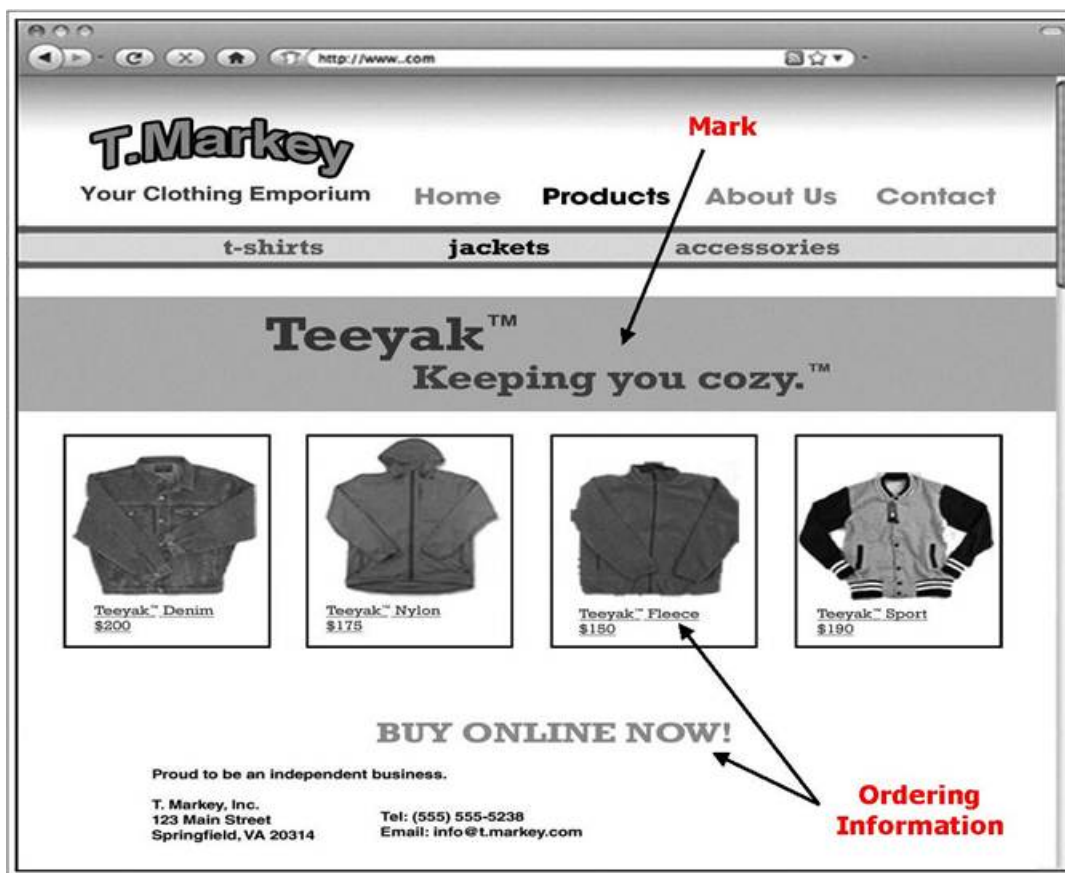 http://www..com
T.Markey
Your Clothing Emporium
Home Products About Us Contact
Mark
t-shirts jackets accessories
Teeyak™
Keeping you cozy.™
Teeyak™ Denim
$200
Teeyak™ Nylon
$175
Teeyak™ Fleece
$150
Teeyak™ Sport
$190
BUY ONLINE NOW!
Proud to be an independent business.
T. Markey, Inc.
123 Main Street
Springfield, VA 20314
Tel: (555) 555-5238
Email: info@t.markey.com
Ordering
Information